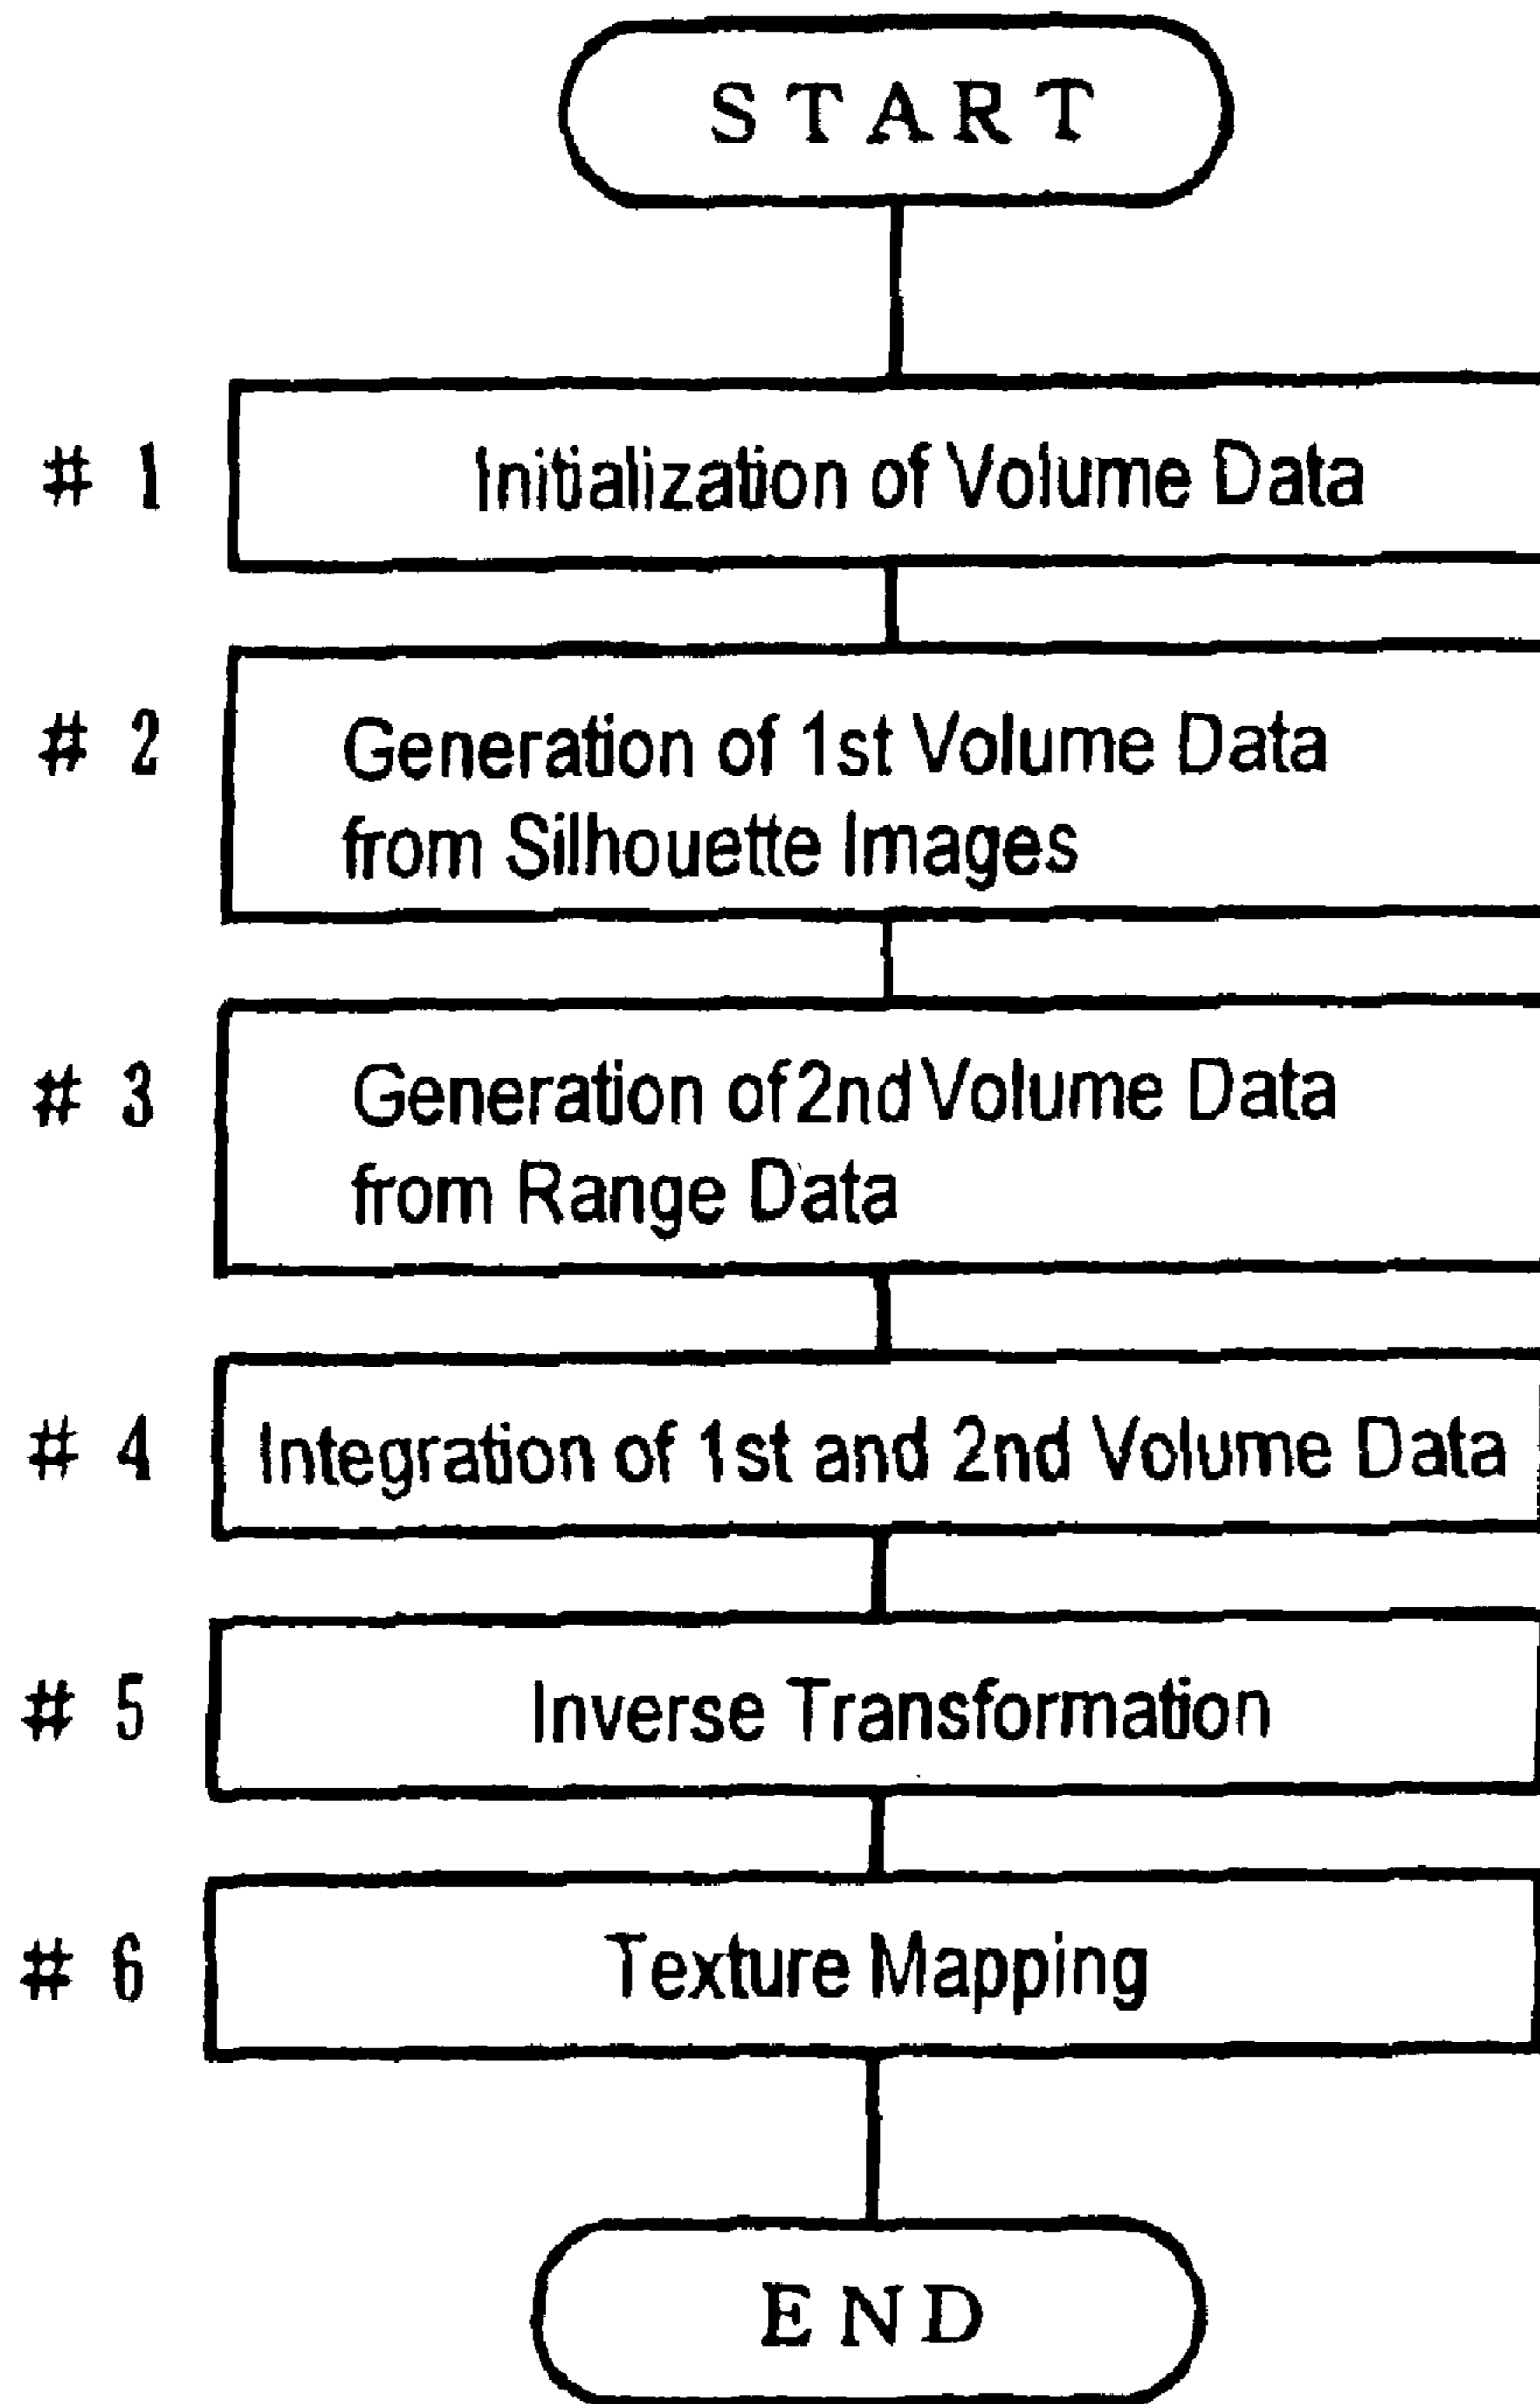 START
# 1 Initialization of Volume Data
# 2 Generation of 1st Volume Data
from Silhouette Images
# 3 Generation of 2nd Volume Data
from Range Data
# 4 Integration of 1st and 2nd Volume Data
# 5 Inverse Transformation
# 6 Texture Mapping
END